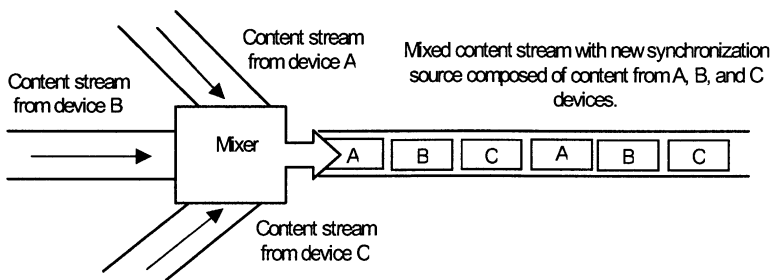 Content stream
from device A
Mixed content stream with new synchronization
source composed of content from A, B, and C
devices.
Content stream
from device B
Mixer
A B C A B C
Content stream
from device C